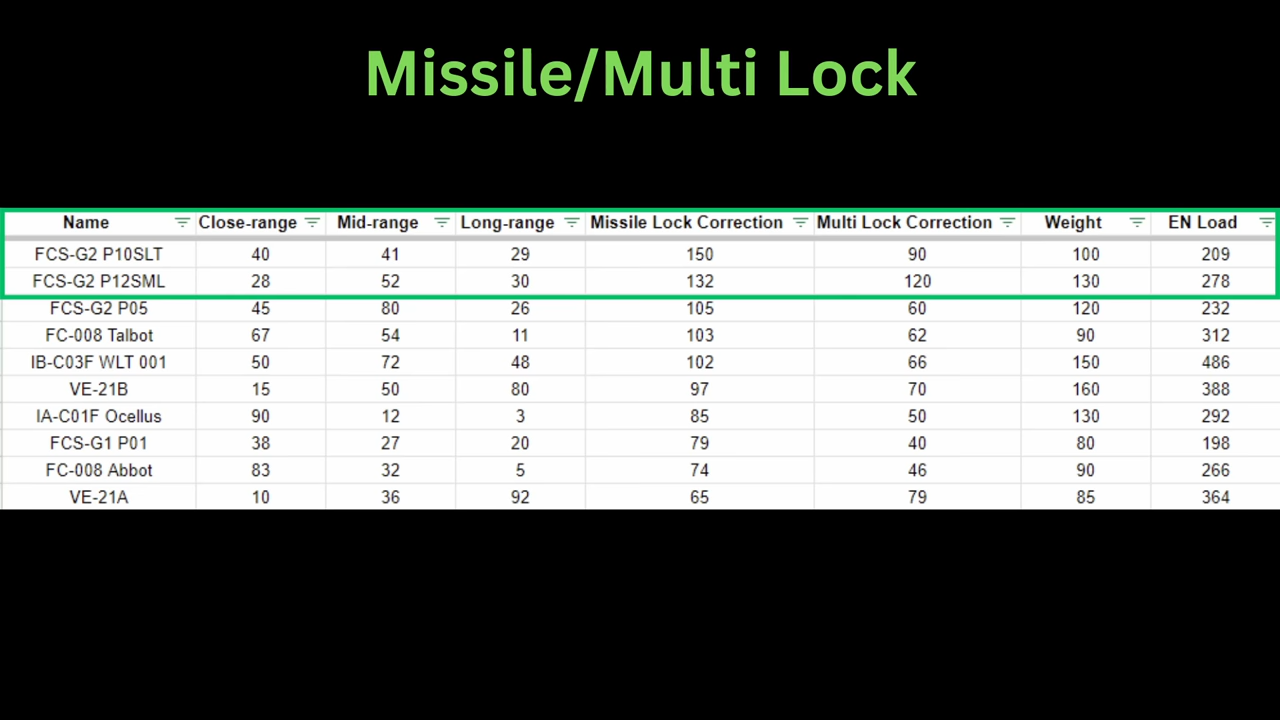 Missile/Multi Lock
Name Close-range Mid-range Long-range Missile Lock Correction Multi Lock Correction Weight EN Load
FCS-G2 P10SLT 40 41 29 150 90 100 209
FCS-G2 P12SML 28 52 30 132 120 130 278
FCS-G2 P05 45 80 26 105 60 120 232
FC-008 Talbot 67 54 11 103 62 90 312
IB-C03F WLT 001 50 72 48 102 66 150 486
VE-21B 15 50 80 97 70 160 388
IA-C01F Ocellus 90 12 3 85 50 130 292
FCS-G1 P01 38 27 20 79 40 80 198
FC-008 Abbot 83 32 5 74 46 90 266
VE-21A 10 36 92 65 79 85 364